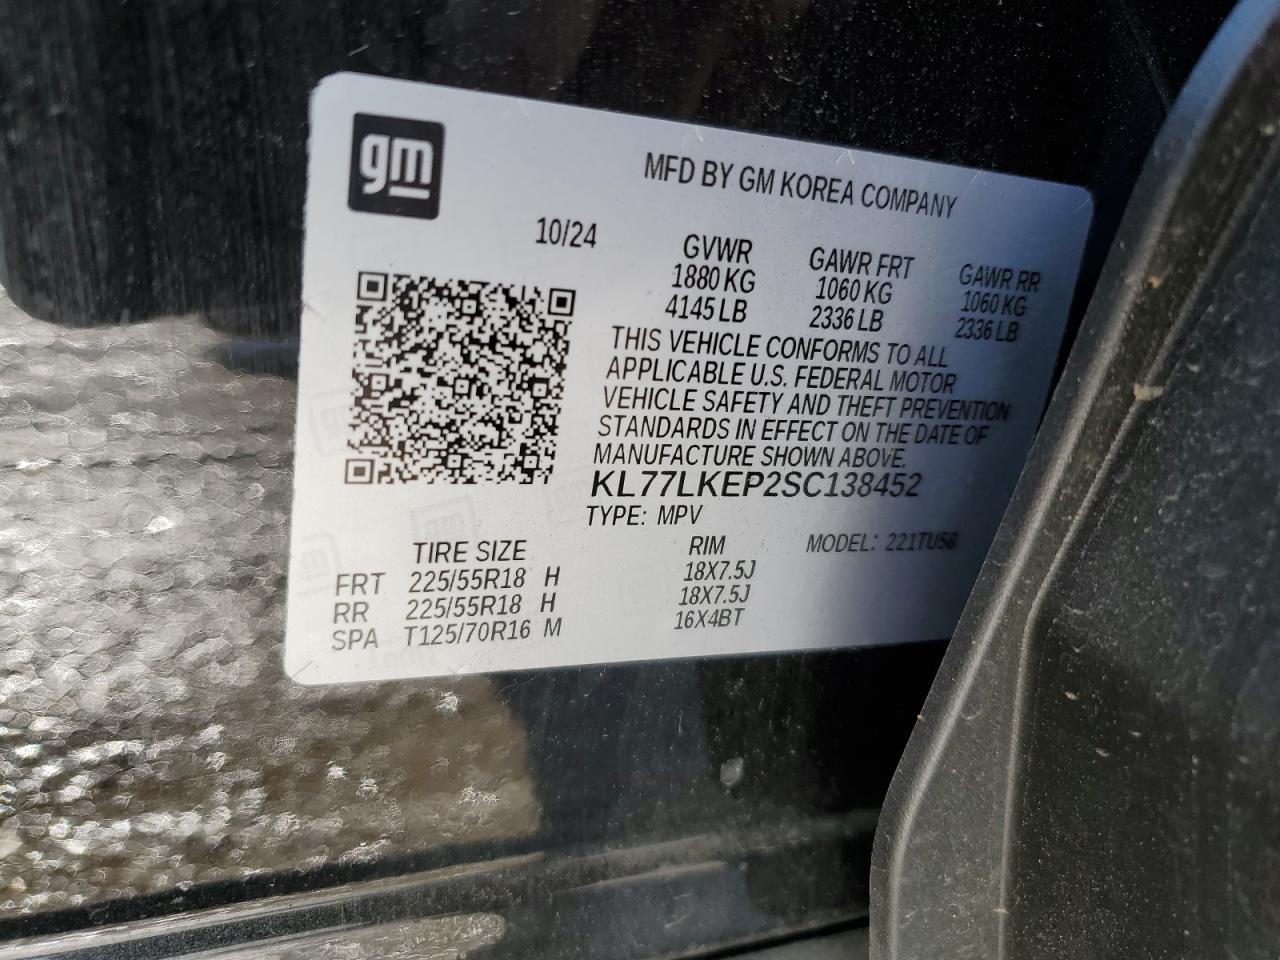 gm
MFD BY GM KOREA COMPANY
10/24
GVWR GAWR FRT GAWR RR
1880 KG 1060 KG 1060 KG
4145 LB 2336 LB 2336 LB
THIS VEHICLE CONFORMS TO ALL
APPLICABLE U.S. FEDERAL MOTOR
VEHICLE SAFETY AND THEFT PREVENTION
STANDARDS IN EFFECT ON THE DATE OF
MANUFACTURE SHOWN ABOVE.
KL77LKEP2SC138452
TYPE: MPV
MODEL: 221TU58
TIRE SIZE RIM
FRT 225/55R18 H 18X7.5J
RR 225/55R18 H 18X7.5J
SPA T125/70R16 M 16X4BT